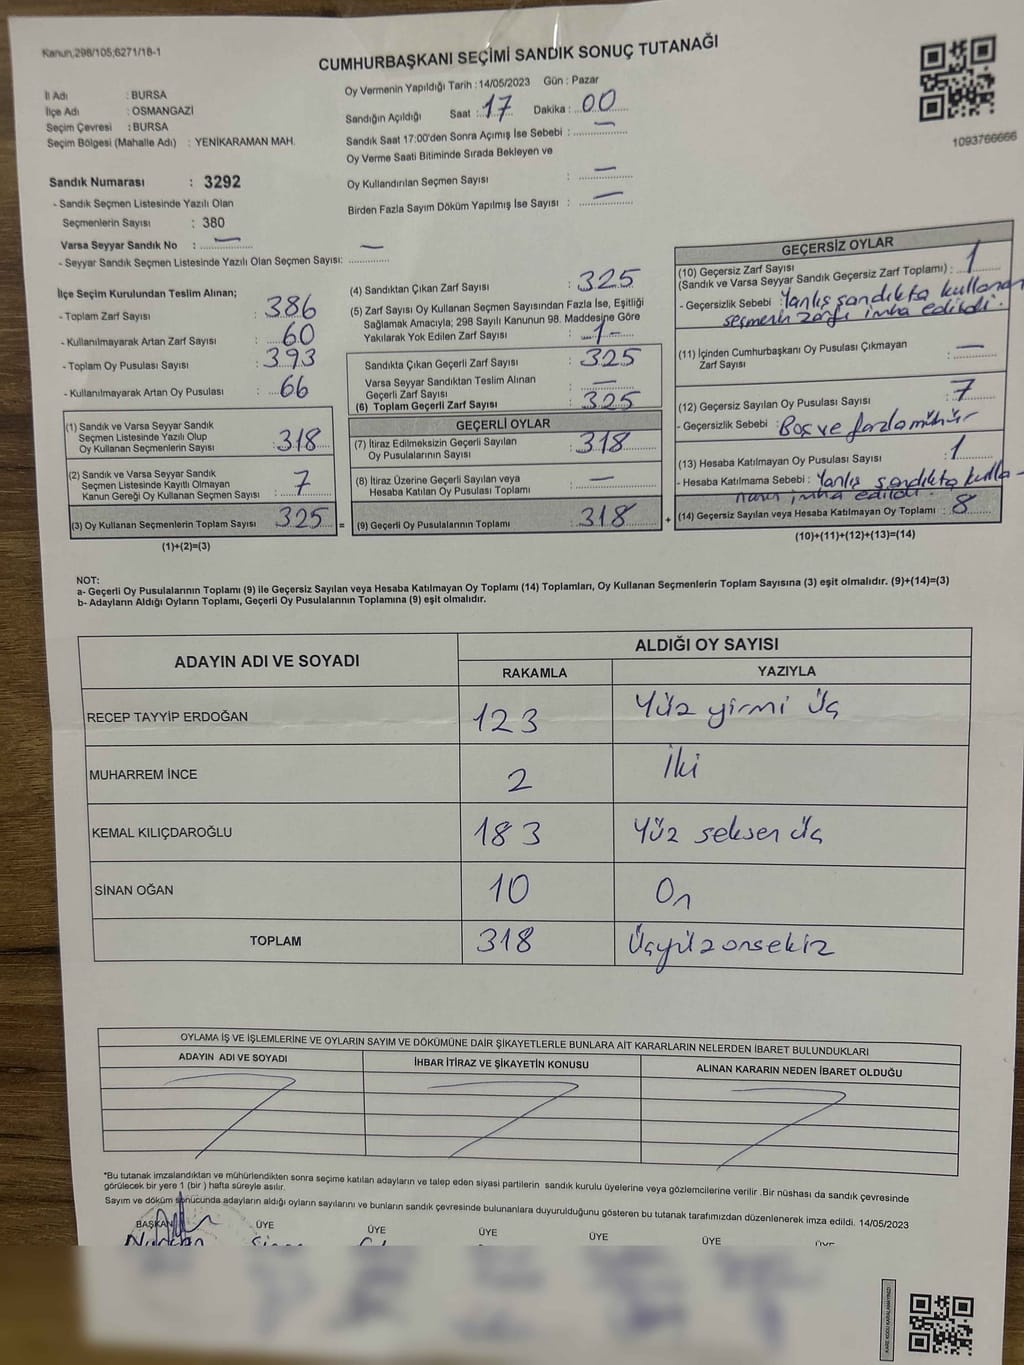 Kanun,298/105;6271/18-1
CUMHURBAŞKANI SEÇİMİ SANDIK SONUÇ TUTANAĞI
İl Adı : BURSA
İlçe Adı : OSMANGAZİ
Seçim Çevresi : BURSA
Seçim Bölgesi (Mahalle Adı) : YENİKARAMAN MAH.
Oy Vermenin Yapıldığı Tarih : 14/05/2023 Gün : Pazar
Sandığın Açıldığı Saat : 17 Dakika : 00
Sandık Saat 17:00'den Sonra Açımış İse Sebebi : —
Oy Verme Saati Bitiminde Sırada Bekleyen ve
Oy Kullandırılan Seçmen Sayısı : —
Birden Fazla Sayım Döküm Yapılmış İse Sayısı : —
1093766666
Sandık Numarası : 3292
- Sandık Seçmen Listesinde Yazılı Olan
Seçmenlerin Sayısı : 380
Varsa Seyyar Sandık No : —
- Seyyar Sandık Seçmen Listesinde Yazılı Olan Seçmen Sayısı: —
İlçe Seçim Kurulundan Teslim Alınan;
- Toplam Zarf Sayısı : 386
- Kullanılmayarak Artan Zarf Sayısı : 60
- Toplam Oy Pusulası Sayısı : 393
- Kullanılmayarak Artan Oy Pusulası : 66
(1) Sandık ve Varsa Seyyar Sandık
Seçmen Listesinde Yazılı Olup
Oy Kullanan Seçmenlerin Sayısı : 318
(2) Sandık ve Varsa Seyyar Sandık
Seçmen Listesinde Kayıtlı Olmayan
Kanun Gereği Oy Kullanan Seçmen Sayısı : 7
(3) Oy Kullanan Seçmenlerin Toplam Sayısı 325 =
(1)+(2)=(3)
(4) Sandıktan Çıkan Zarf Sayısı : 325
(5) Zarf Sayısı Oy Kullanan Seçmen Sayısından Fazla İse, Eşitliği
Sağlamak Amacıyla; 298 Sayılı Kanunun 98. Maddesine Göre
Yakılarak Yok Edilen Zarf Sayısı : -1-
Sandıkta Çıkan Geçerli Zarf Sayısı : 325
Varsa Seyyar Sandıktan Teslim Alınan
Geçerli Zarf Sayısı : —
(6) Toplam Geçerli Zarf Sayısı : 325
GEÇERLİ OYLAR
(7) İtiraz Edilmeksizin Geçerli Sayılan
Oy Pusulalarının Sayısı : 318
(8) İtiraz Üzerine Geçerli Sayılan veya
Hesaba Katılan Oy Pusulası Toplamı : —
(9) Geçerli Oy Pusulalarının Toplamı : 318 +
GEÇERSİZ OYLAR
(10) Geçersiz Zarf Sayısı
(Sandık ve Varsa Seyyar Sandık Geçersiz Zarf Toplamı) : 1
- Geçersizlik Sebebi : Yanlış sandıkta kullanan
seçmenin zarfı imha edildi.
(11) İçinden Cumhurbaşkanı Oy Pusulası Çıkmayan
Zarf Sayısı : —
(12) Geçersiz Sayılan Oy Pusulası Sayısı : 7
- Geçersizlik Sebebi : Boş ve fazla mühür
(13) Hesaba Katılmayan Oy Pusulası Sayısı : 1
- Hesaba Katılmama Sebebi : Yanlış sandıkta kulla-
nanın imha edildi.
(14) Geçersiz Sayılan veya Hesaba Katılmayan Oy Toplamı : 8
(10)+(11)+(12)+(13)=(14)
NOT:
a- Geçerli Oy Pusulalarının Toplamı (9) ile Geçersiz Sayılan veya Hesaba Katılmayan Oy Toplamı (14) Toplamları, Oy Kullanan Seçmenlerin Toplam Sayısına (3) eşit olmalıdır. (9)+(14)=(3)
b- Adayların Aldığı Oyların Toplamı, Geçerli Oy Pusulalarının Toplamına (9) eşit olmalıdır.
ADAYIN ADI VE SOYADI
ALDIĞI OY SAYISI
RAKAMLA YAZIYLA
RECEP TAYYİP ERDOĞAN 123 Yüz yirmi üç
MUHARREM İNCE 2 İki
KEMAL KILIÇDAROĞLU 183 Yüz seksen üç
SİNAN OĞAN 10 On
TOPLAM 318 Üçyüzonsekiz
OYLAMA İŞ VE İŞLEMLERİNE VE OYLARIN SAYIM VE DÖKÜMÜNE DAİR ŞİKAYETLERLE BUNLARA AİT KARARLARIN NELERDEN İBARET BULUNDUKLARI
ADAYIN ADI VE SOYADI İHBAR İTİRAZ VE ŞİKAYETİN KONUSU ALINAN KARARIN NEDEN İBARET OLDUĞU
*Bu tutanak imzalandıktan ve mühürlendikten sonra seçime katılan adayların ve talep eden siyasi partilerin sandık kurulu üyelerine veya gözlemcilerine verilir .Bir nüshası da sandık çevresinde
görülecek bir yere 1 (bir ) hafta süreyle asılır.
Sayım ve döküm sonucunda adayların aldığı oyların sayılarını ve bunların sandık çevresinde bulunanlara duyurulduğunu gösteren bu tutanak tarafımızdan düzenlenerek imza edildi. 14/05/2023
BAŞKAN ÜYE ÜYE ÜYE ÜYE ÜYE ÜYE